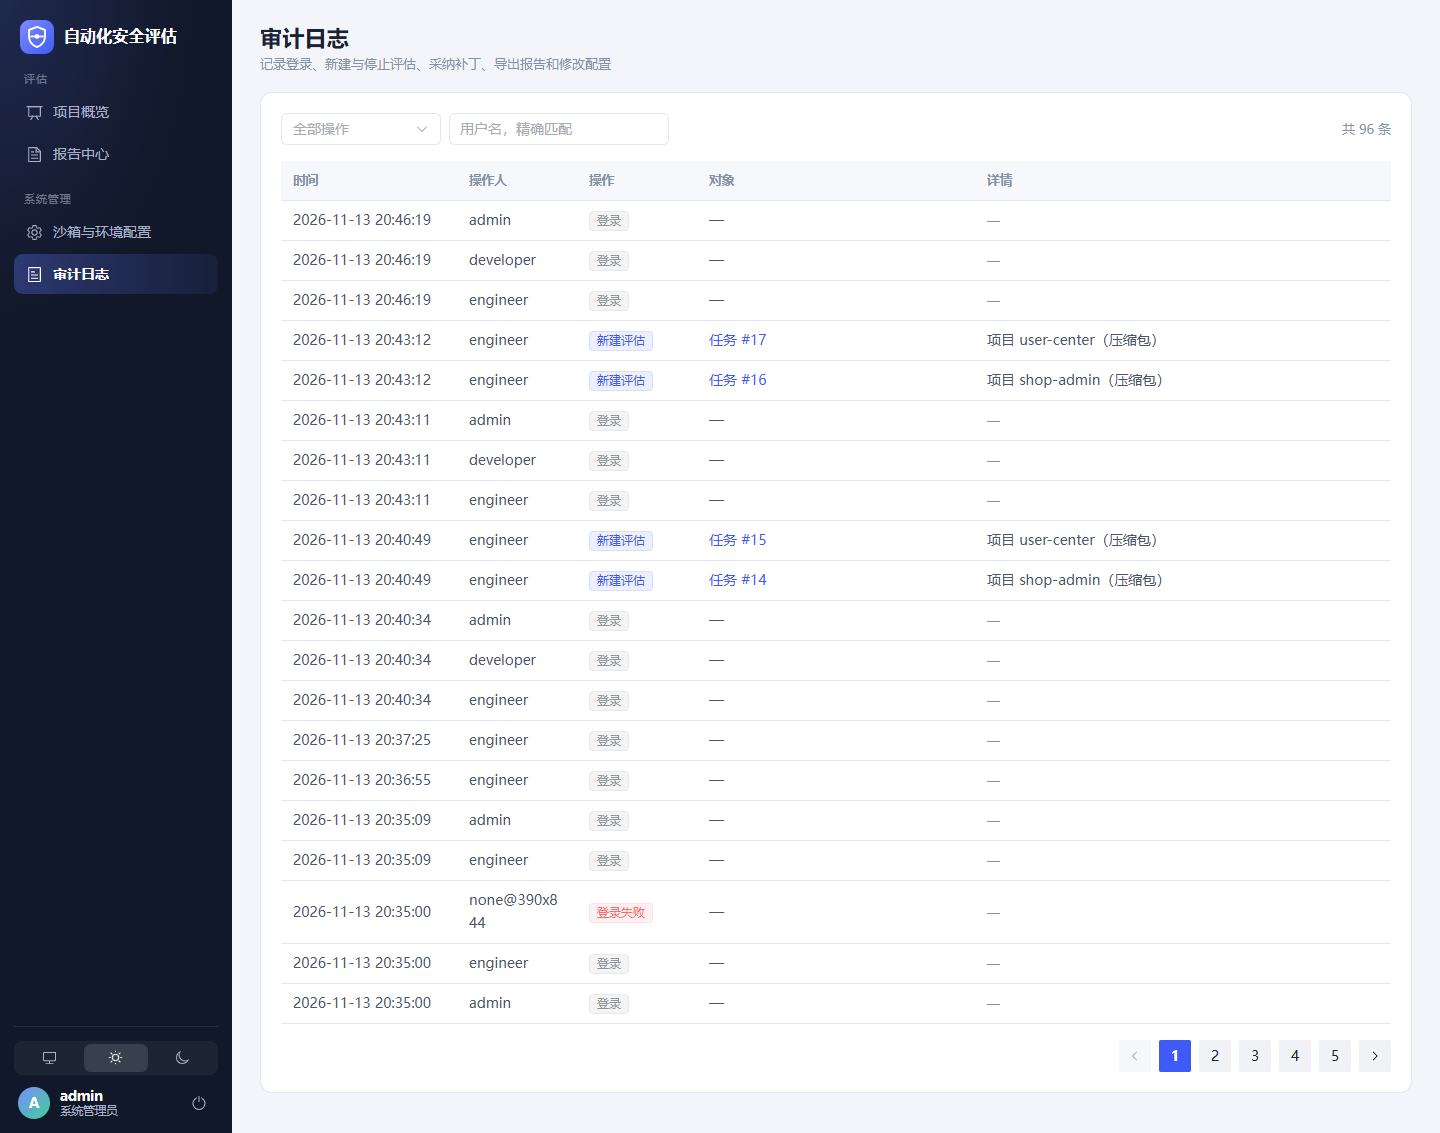 自动化安全评估
评估
项目概览
报告中心
系统管理
沙箱与环境配置
审计日志
A
admin
系统管理员
审计日志
记录登录、新建与停止评估、采纳补丁、导出报告和修改配置
全部操作 用户名，精确匹配 共 96 条
时间 操作人 操作 对象 详情
2026-11-13 20:46:19 admin 登录 — —
2026-11-13 20:46:19 developer 登录 — —
2026-11-13 20:46:19 engineer 登录 — —
2026-11-13 20:43:12 engineer 新建评估 任务 #17 项目 user-center（压缩包）
2026-11-13 20:43:12 engineer 新建评估 任务 #16 项目 shop-admin（压缩包）
2026-11-13 20:43:11 admin 登录 — —
2026-11-13 20:43:11 developer 登录 — —
2026-11-13 20:43:11 engineer 登录 — —
2026-11-13 20:40:49 engineer 新建评估 任务 #15 项目 user-center（压缩包）
2026-11-13 20:40:49 engineer 新建评估 任务 #14 项目 shop-admin（压缩包）
2026-11-13 20:40:34 admin 登录 — —
2026-11-13 20:40:34 developer 登录 — —
2026-11-13 20:40:34 engineer 登录 — —
2026-11-13 20:37:25 engineer 登录 — —
2026-11-13 20:36:55 engineer 登录 — —
2026-11-13 20:35:09 admin 登录 — —
2026-11-13 20:35:09 engineer 登录 — —
2026-11-13 20:35:00 none@390x844 登录失败 — —
2026-11-13 20:35:00 engineer 登录 — —
2026-11-13 20:35:00 admin 登录 — —
1 2 3 4 5